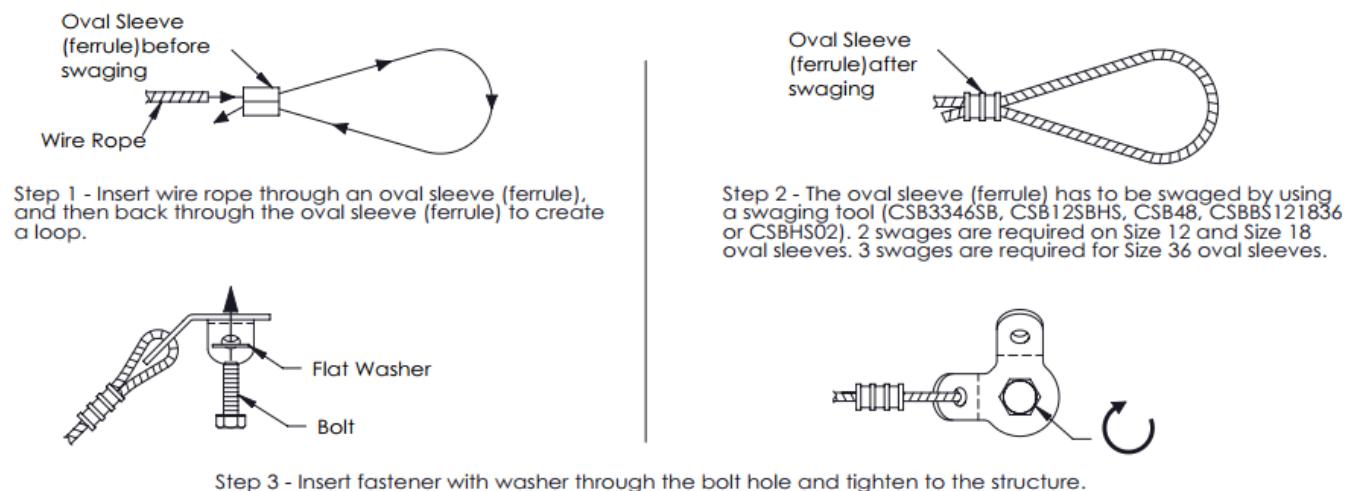 Oval Sleeve
(ferrule)before
swaging
Wire Rope
Step 1 - Insert wire rope through an oval sleeve (ferrule),
and then back through the oval sleeve (ferrule) to create
a loop.
Oval Sleeve
(ferrule)after
swaging
Step 2 - The oval sleeve (ferrule) has to be swaged by using
a swaging tool (CSB3346SB, CSB12SBHS, CSB48, CSBBS121836
or CSBHS02). 2 swages are required on Size 12 and Size 18
oval sleeves. 3 swages are required for Size 36 oval sleeves.
Flat Washer
Bolt
Step 3 - Insert fastener with washer through the bolt hole and tighten to the structure.